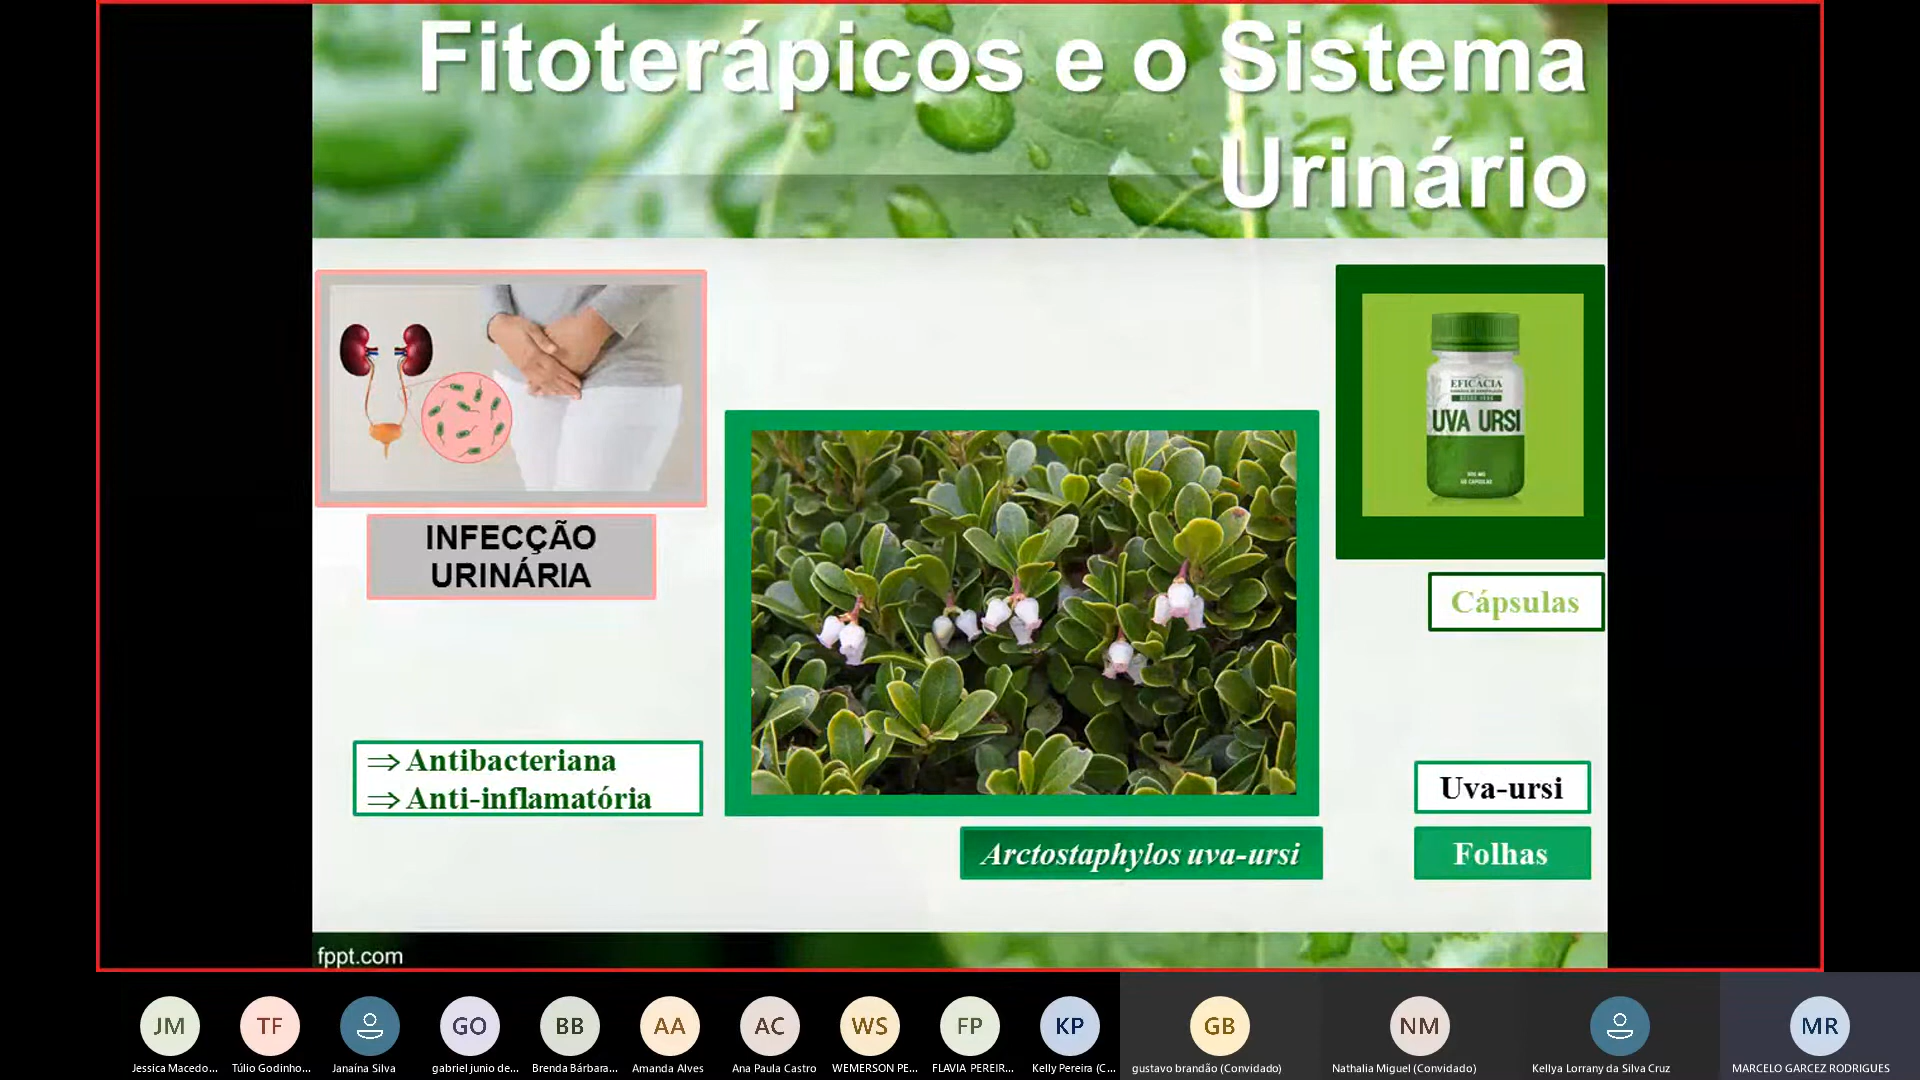 Fitoterápicos e o Sistema
Urinário
INFECÇÃO
URINÁRIA
EFICÁCIA
UVA URSI
60 CÁPSULAS
Cápsulas
⇒ Antibacteriana
⇒ Anti-inflamatória
Uva-ursi
Arctostaphylos uva-ursi
Folhas
fppt.com
JM
TF
GO
BB
AA
AC
WS
FP
KP
GB
NM
MR
Jessica Macedo...
Túlio Godinho...
Janaína Silva
gabriel junio de...
Brenda Bárbara...
Amanda Alves
Ana Paula Castro
WEMERSON PE...
FLAVIA PEREIR...
Kelly Pereira (C...
gustavo brandão (Convidado)
Nathalia Miguel (Convidado)
Kellya Lorrany da Silva Cruz
MARCELO GARCEZ RODRIGUES